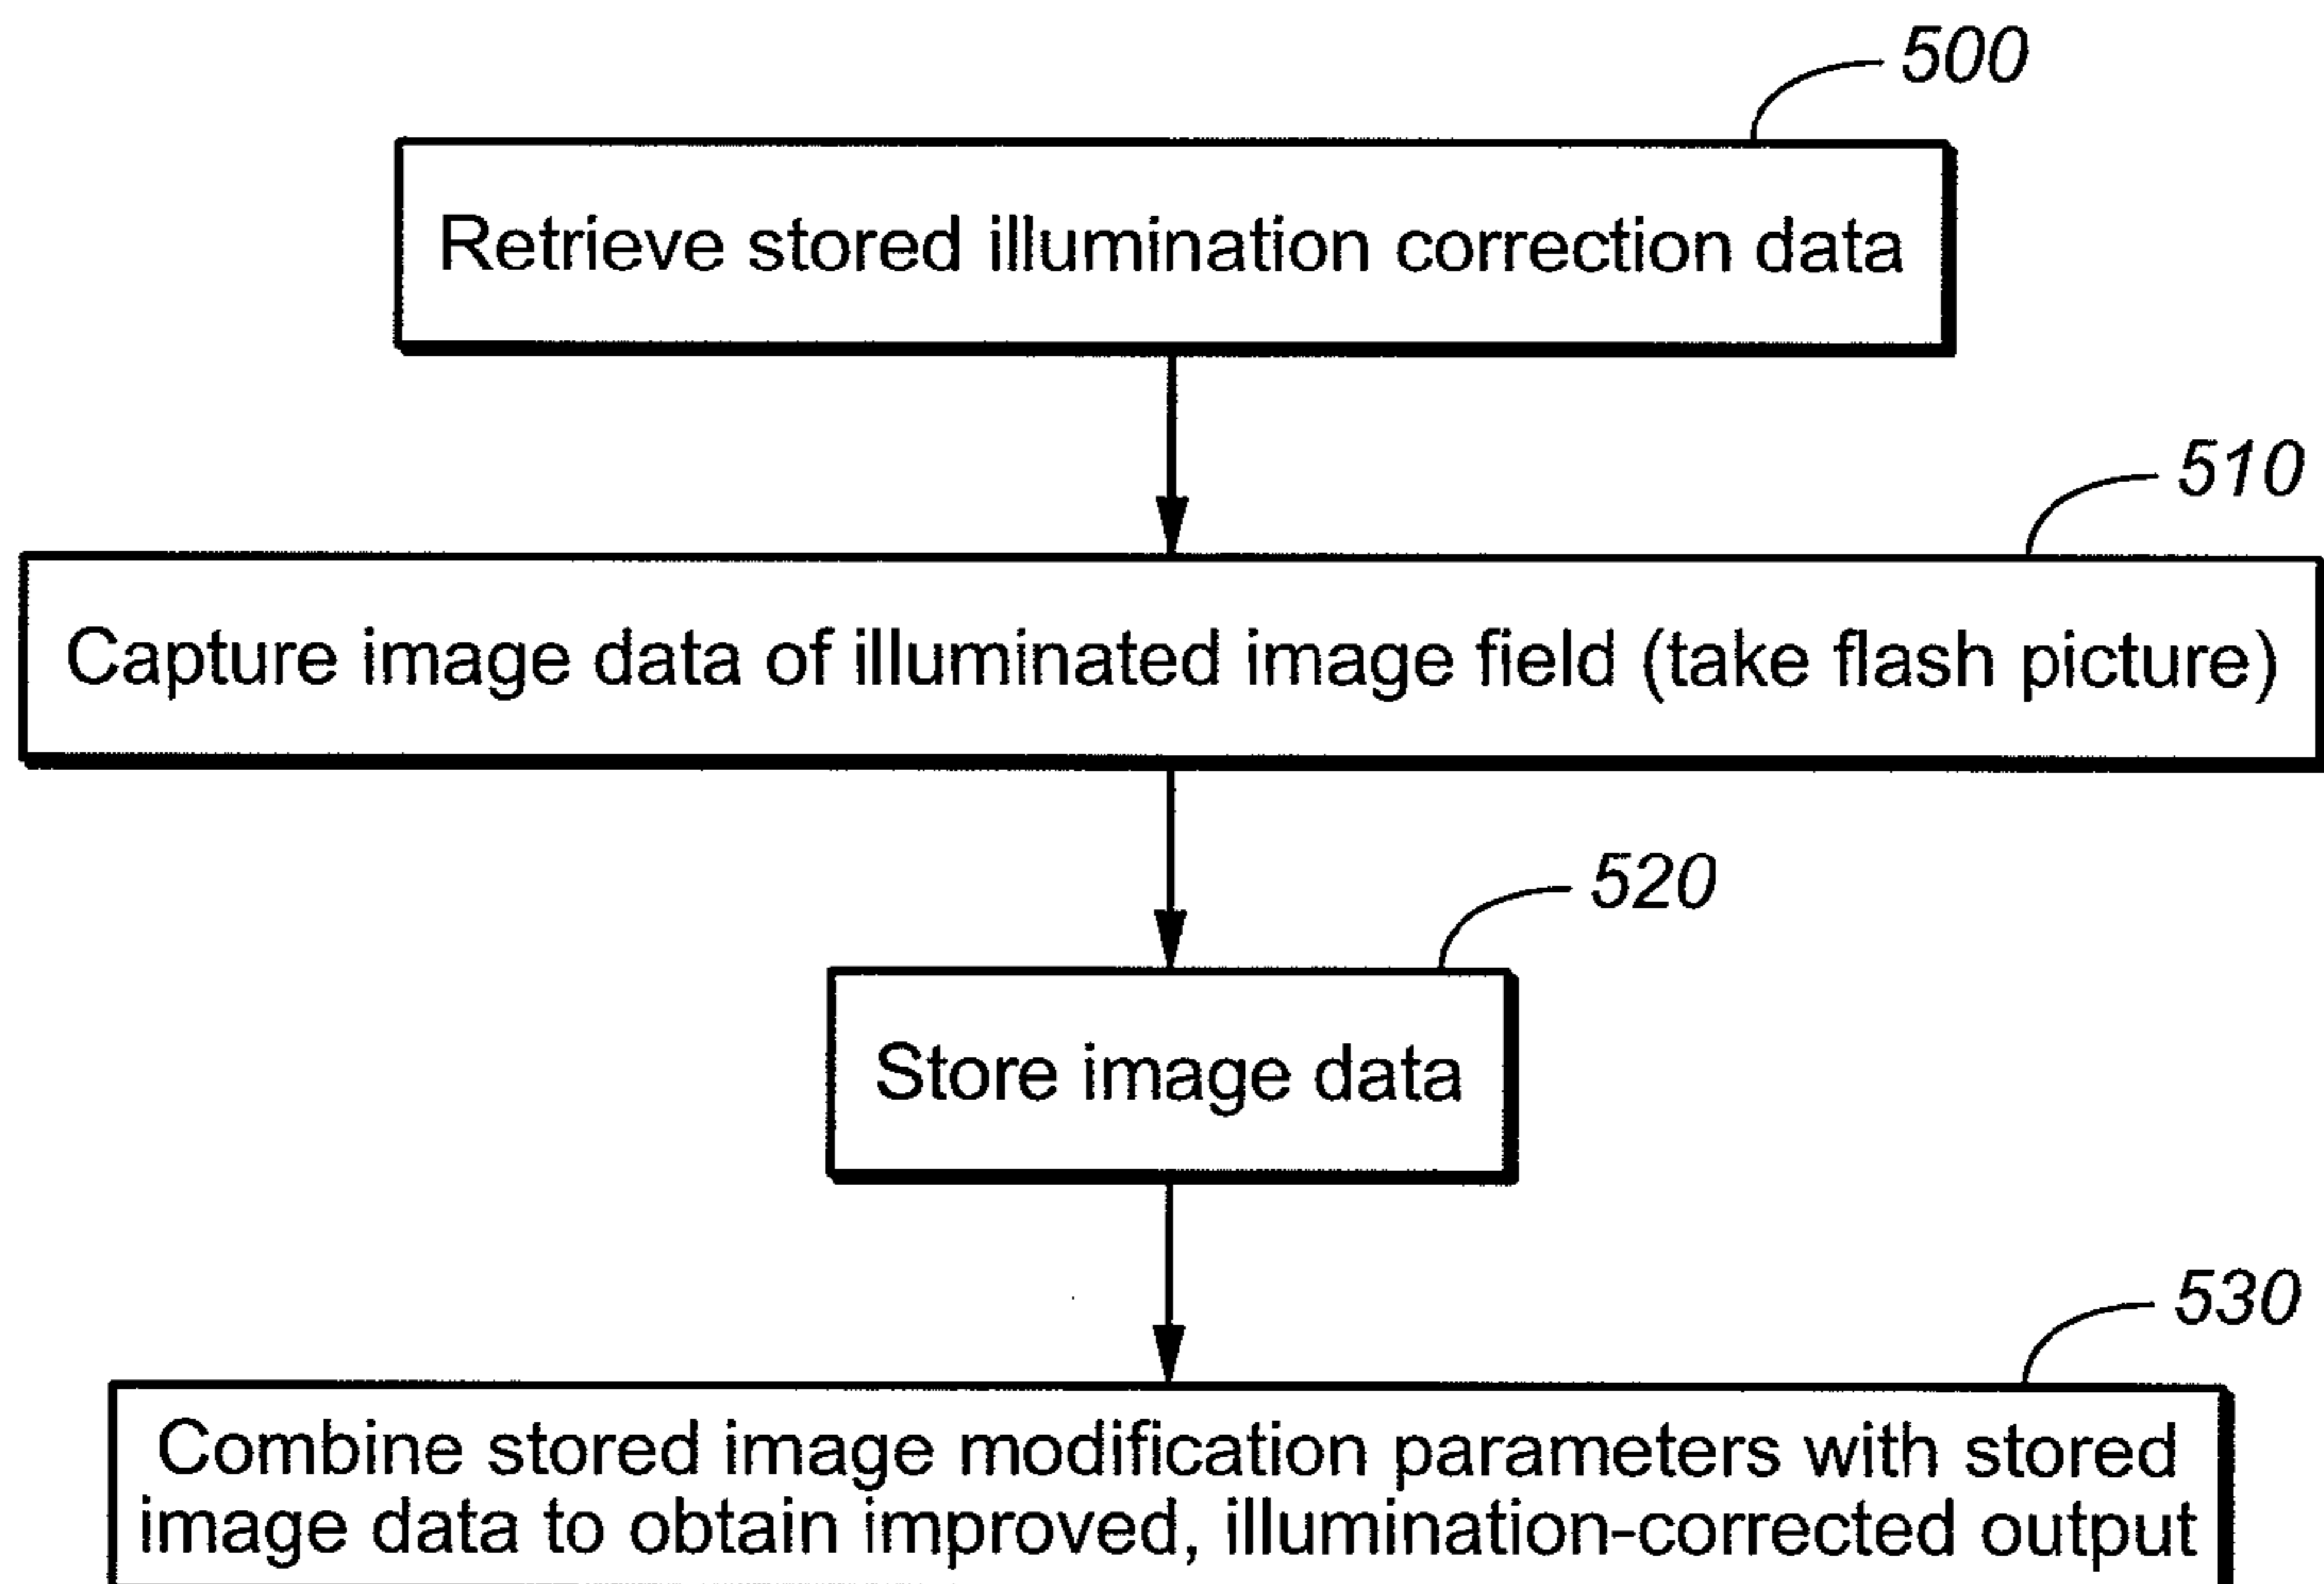 500
Retrieve stored illumination correction data
510
Capture image data of illuminated image field (take flash picture)
520
Store image data
530
Combine stored image modification parameters with stored
image data to obtain improved, illumination-corrected output